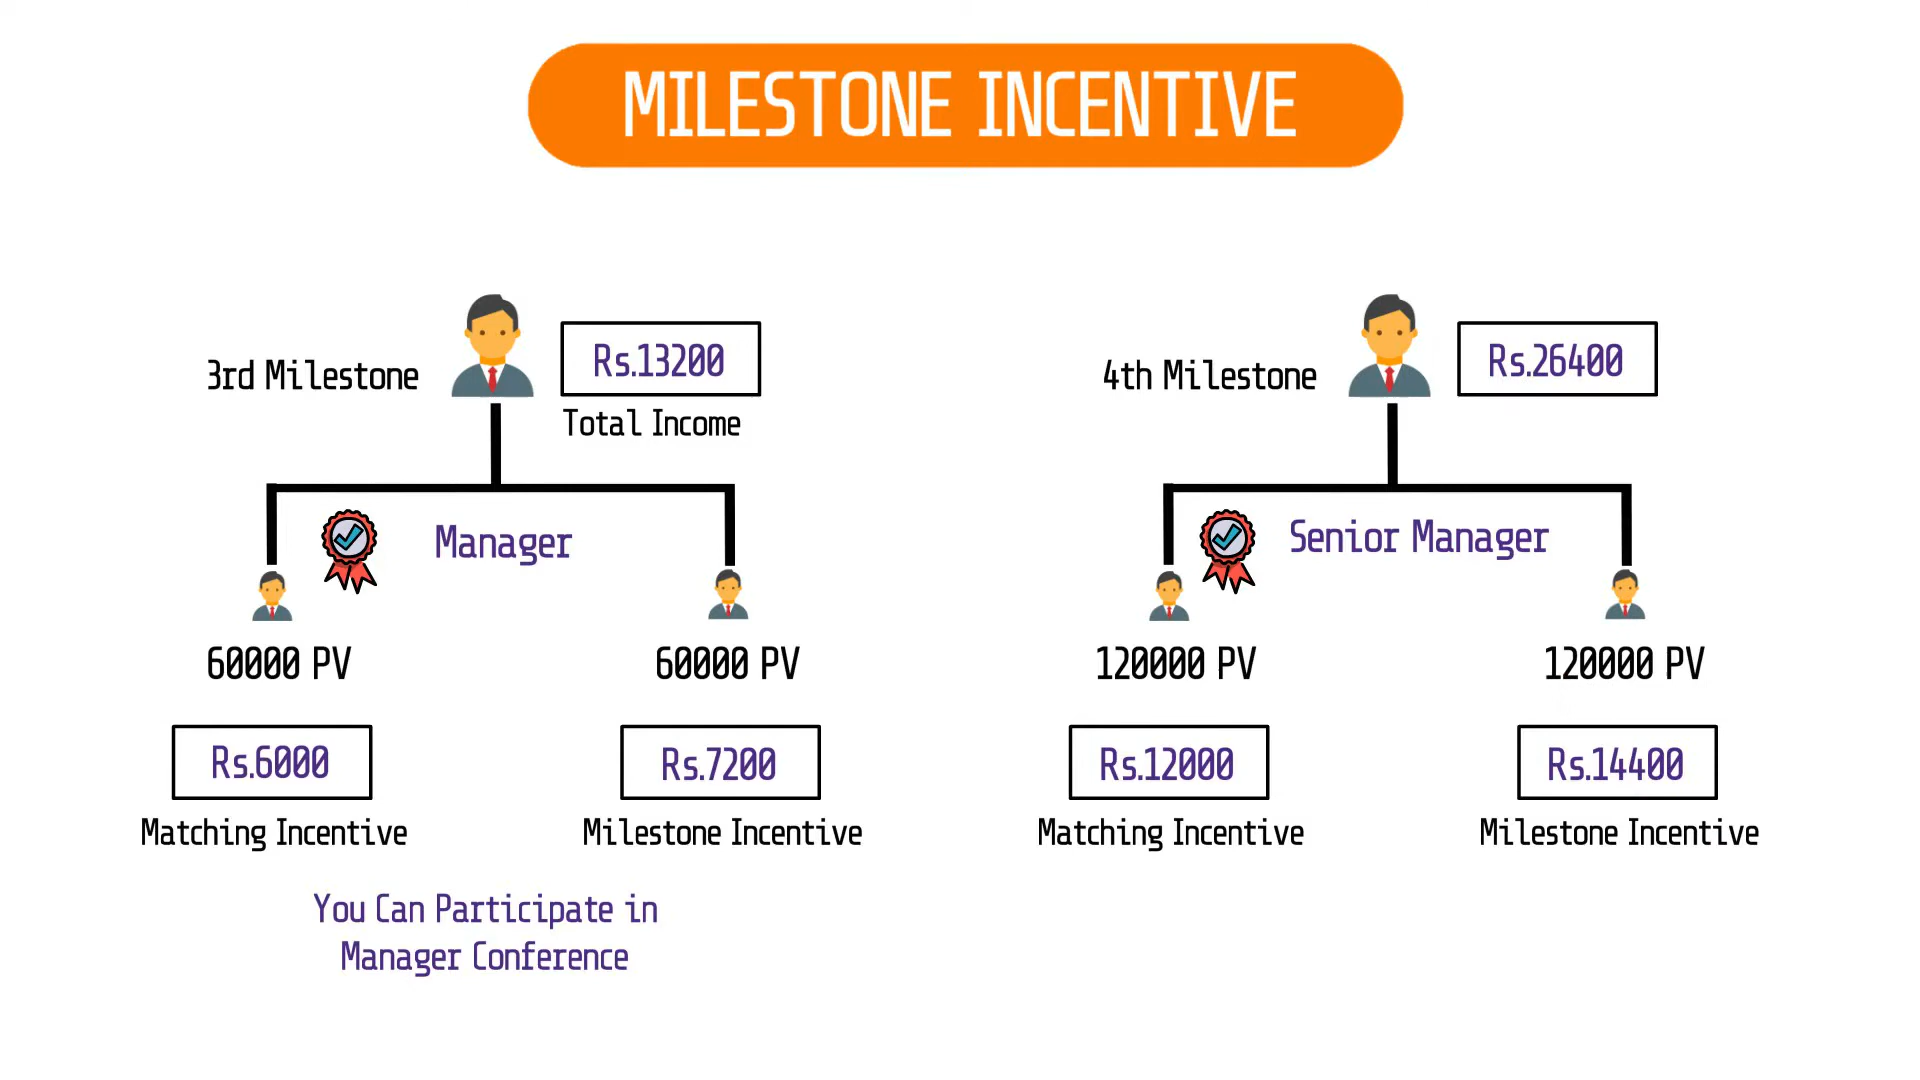 MILESTONE INCENTIVE
3rd Milestone
Rs.13200
Total Income
Manager
60000 PV
60000 PV
Rs.6000
Rs.7200
Matching Incentive
Milestone Incentive
You Can Participate in
Manager Conference
4th Milestone
Rs.26400
Senior Manager
120000 PV
120000 PV
Rs.12000
Rs.14400
Matching Incentive
Milestone Incentive